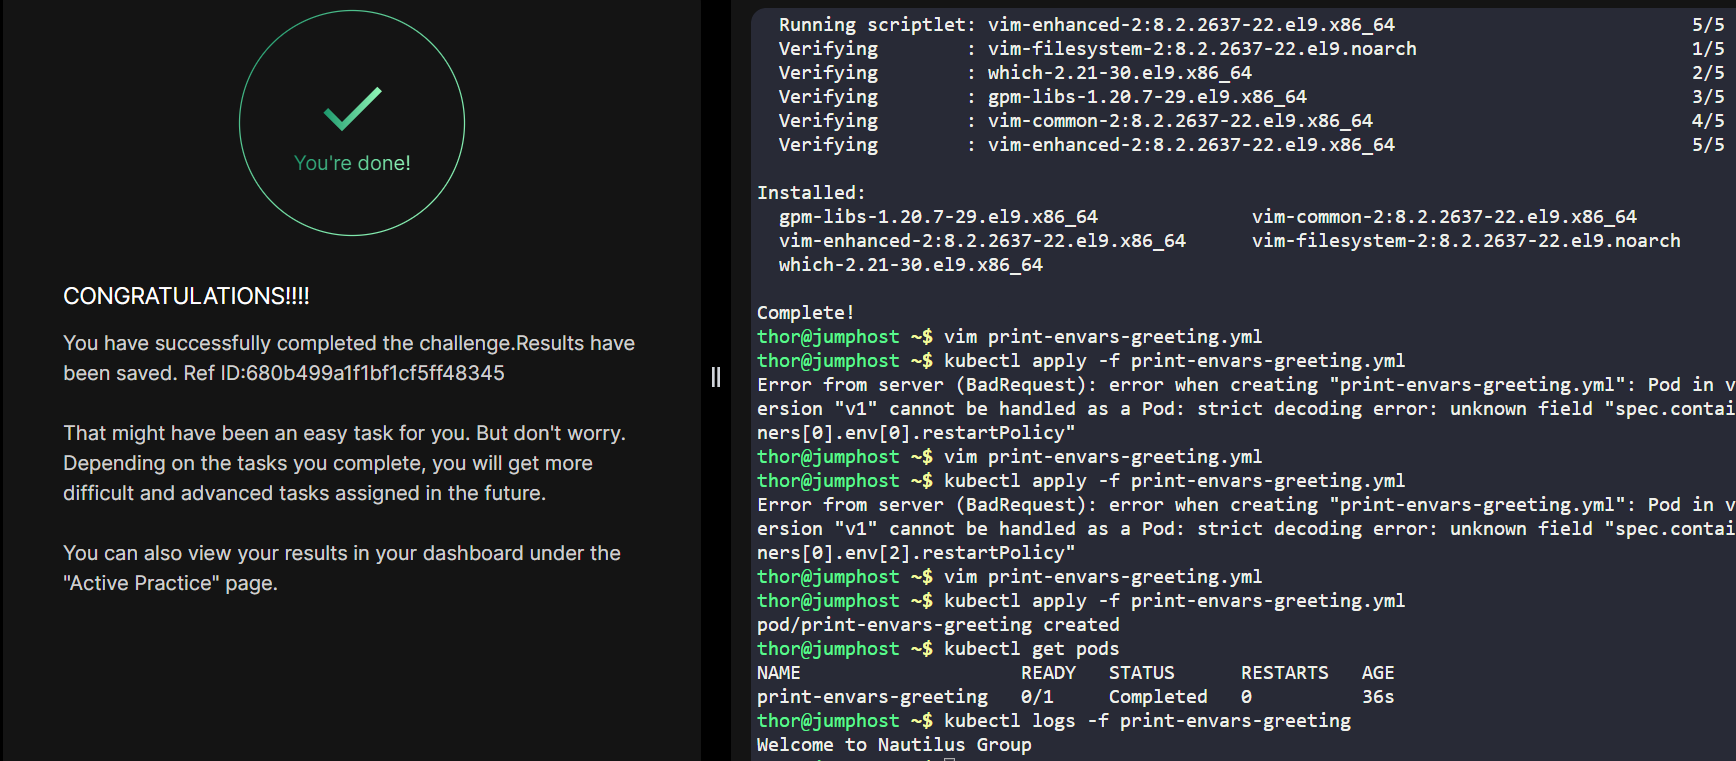 You're done!
CONGRATULATIONS!!!!
You have successfully completed the challenge.Results have
been saved. Ref ID:680b499a1f1bf1cf5ff48345
That might have been an easy task for you. But don't worry.
Depending on the tasks you complete, you will get more
difficult and advanced tasks assigned in the future.
You can also view your results in your dashboard under the
"Active Practice" page.
Running scriptlet: vim-enhanced-2:8.2.2637-22.el9.x86_64 5/5
Verifying : vim-filesystem-2:8.2.2637-22.el9.noarch 1/5
Verifying : which-2.21-30.el9.x86_64 2/5
Verifying : gpm-libs-1.20.7-29.el9.x86_64 3/5
Verifying : vim-common-2:8.2.2637-22.el9.x86_64 4/5
Verifying : vim-enhanced-2:8.2.2637-22.el9.x86_64 5/5
Installed:
gpm-libs-1.20.7-29.el9.x86_64 vim-common-2:8.2.2637-22.el9.x86_64
vim-enhanced-2:8.2.2637-22.el9.x86_64 vim-filesystem-2:8.2.2637-22.el9.noarch
which-2.21-30.el9.x86_64
Complete!
thor@jumphost ~$ vim print-envars-greeting.yml
thor@jumphost ~$ kubectl apply -f print-envars-greeting.yml
Error from server (BadRequest): error when creating "print-envars-greeting.yml": Pod in v
ersion "v1" cannot be handled as a Pod: strict decoding error: unknown field "spec.contai
ners[0].env[0].restartPolicy"
thor@jumphost ~$ vim print-envars-greeting.yml
thor@jumphost ~$ kubectl apply -f print-envars-greeting.yml
Error from server (BadRequest): error when creating "print-envars-greeting.yml": Pod in v
ersion "v1" cannot be handled as a Pod: strict decoding error: unknown field "spec.contai
ners[0].env[2].restartPolicy"
thor@jumphost ~$ vim print-envars-greeting.yml
thor@jumphost ~$ kubectl apply -f print-envars-greeting.yml
pod/print-envars-greeting created
thor@jumphost ~$ kubectl get pods
NAME READY STATUS RESTARTS AGE
print-envars-greeting 0/1 Completed 0 36s
thor@jumphost ~$ kubectl logs -f print-envars-greeting
Welcome to Nautilus Group